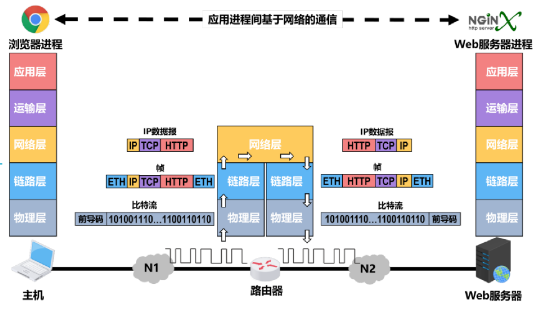 应用进程间基于网络的通信
NGINX
http server
浏览器进程
Web服务器进程
应用层
运输层
网络层
链路层
物理层
IP数据报
IP TCP HTTP
帧
ETH IP TCP HTTP ETH
比特流
前导码 101001110…1100110110
网络层
链路层 链路层
物理层 物理层
IP数据报
HTTP TCP IP
帧
ETH HTTP TCP IP ETH
比特流
101001110…1100110110 前导码
应用层
运输层
网络层
链路层
物理层
N1
N2
主机
路由器
Web服务器